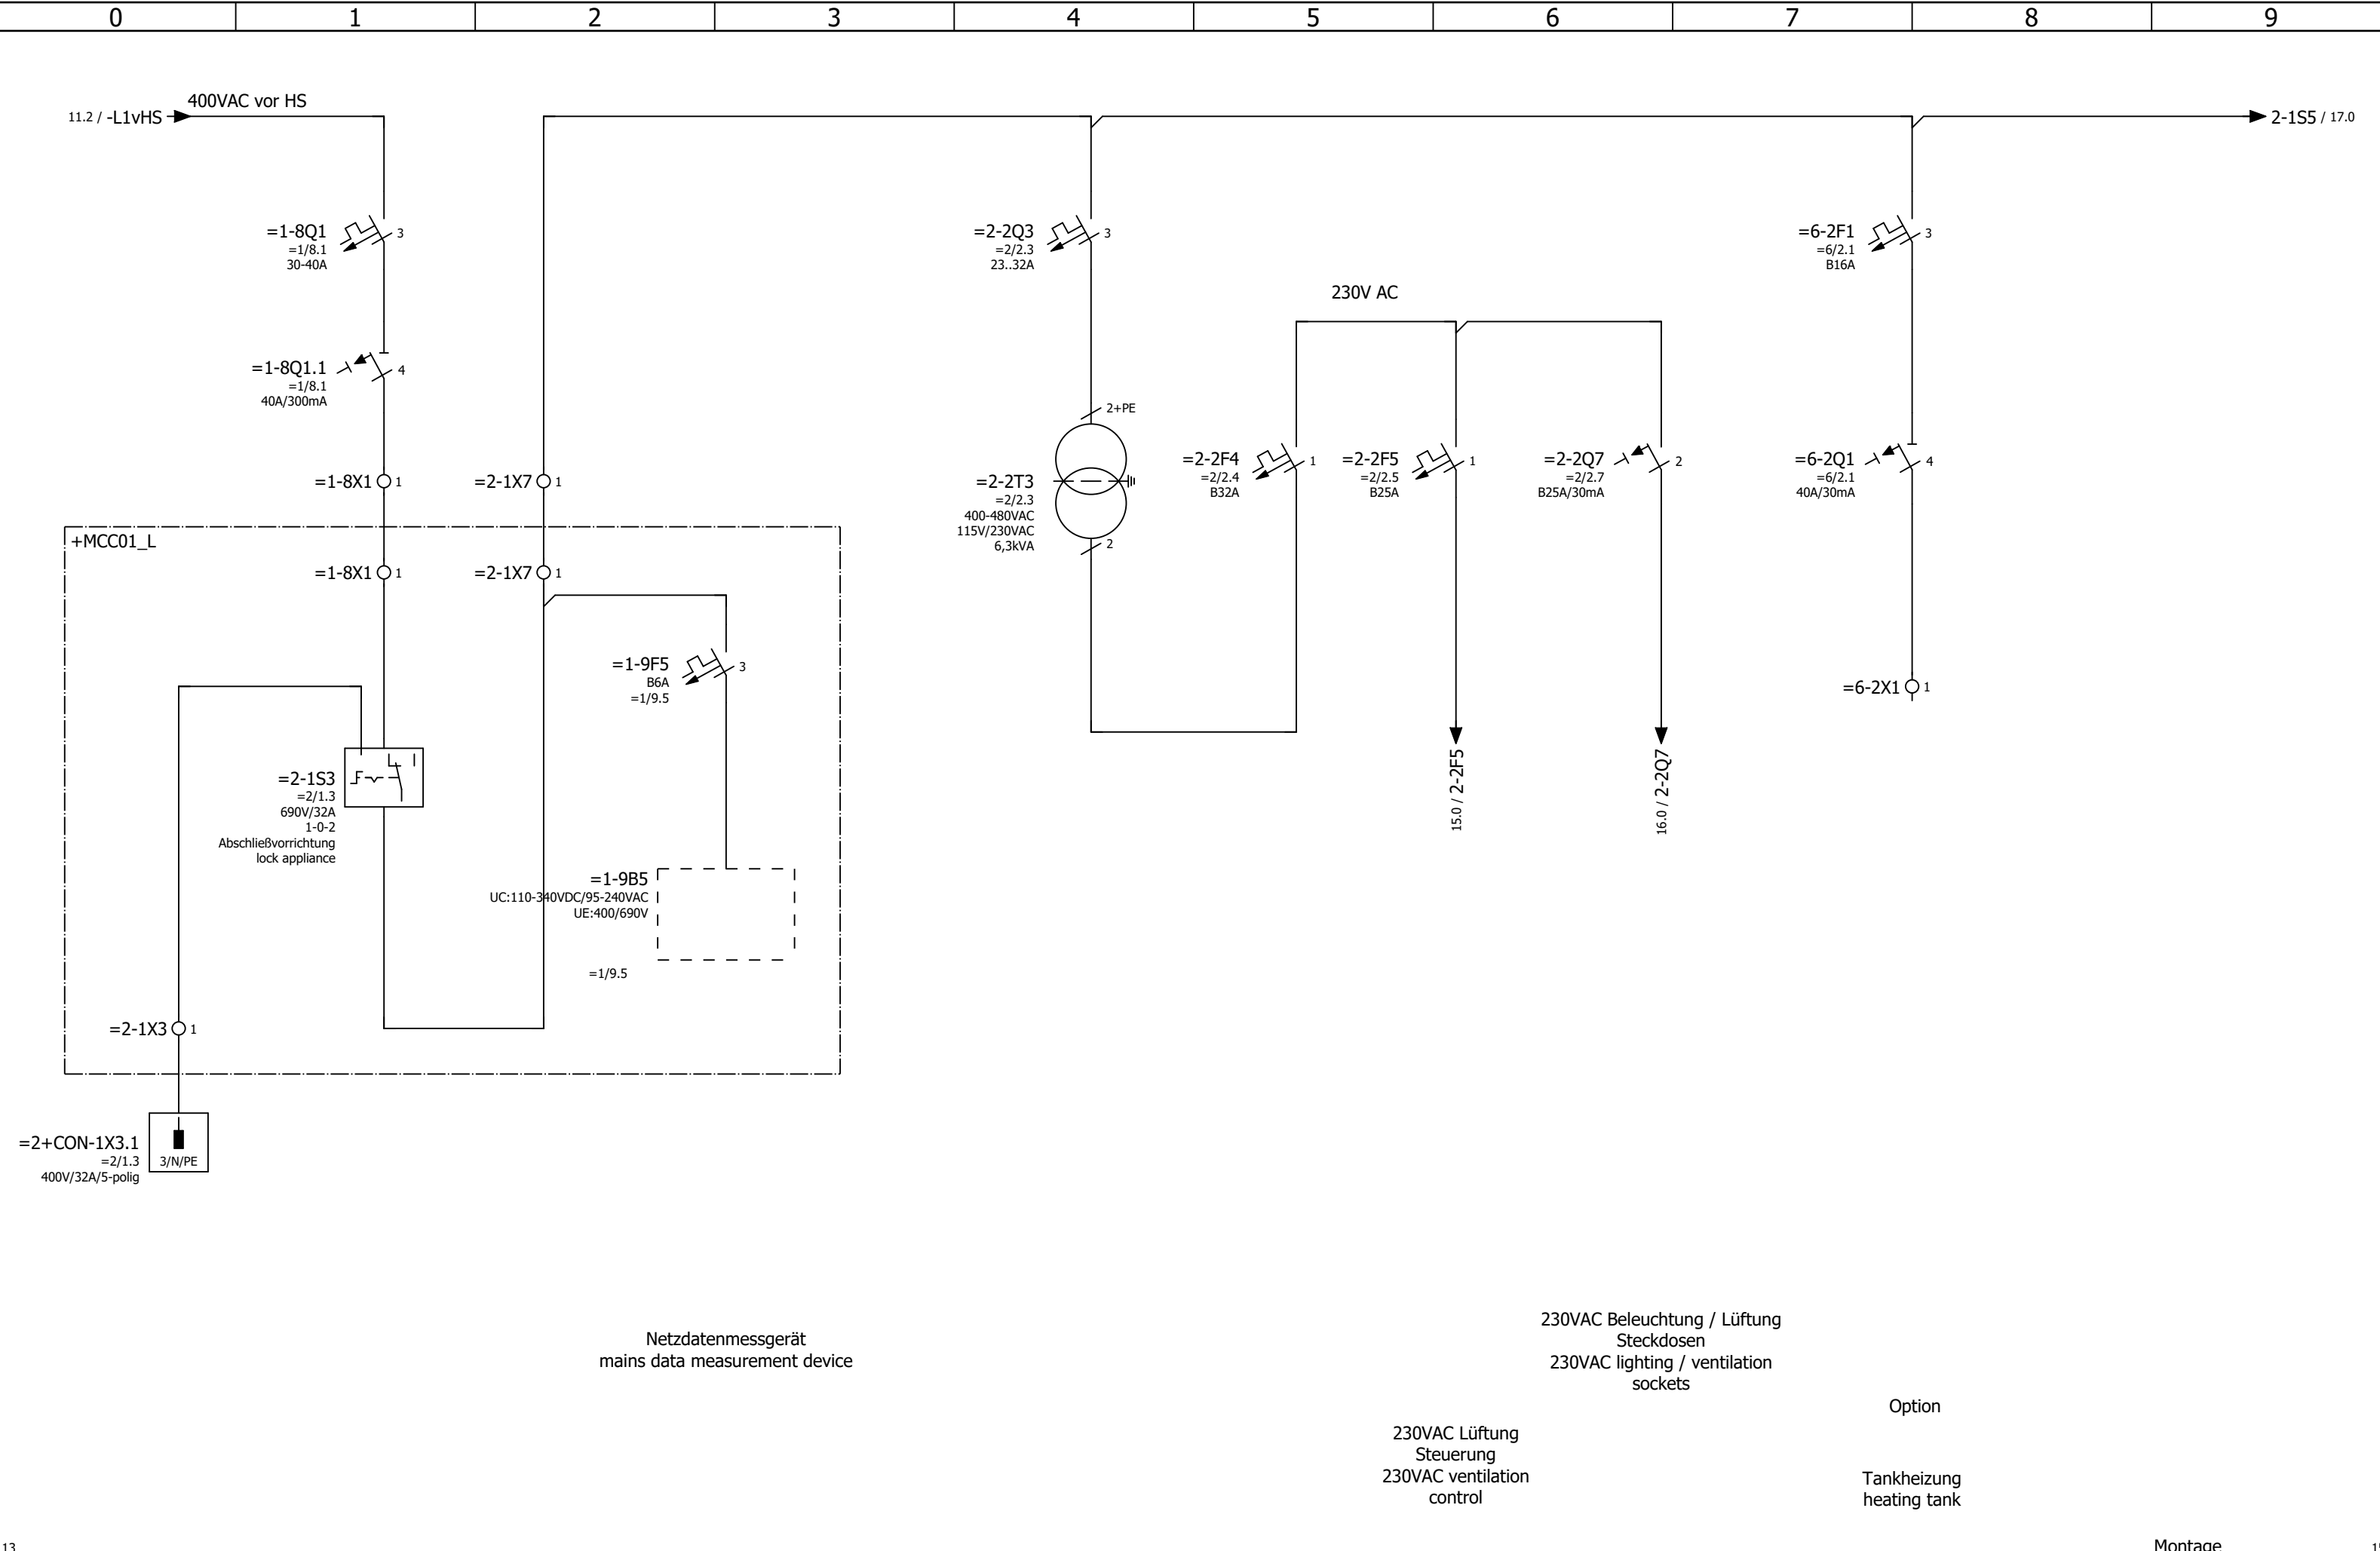 0 1 2 3 4 5 6 7 8 9
400VAC vor HS
11.2 / -L1vHS
2-1S5 / 17.0
=1-8Q1
=1/8.1
30-40A
3
=2-2Q3
=2/2.3
23..32A
3
=6-2F1
=6/2.1
B16A
3
230V AC
=1-8Q1.1
=1/8.1
40A/300mA
4
2+PE
=2-2T3
=2/2.3
400-480VAC
115V/230VAC
6,3kVA
2
=2-2F4
=2/2.4
B32A
1
=2-2F5
=2/2.5
B25A
1
=2-2Q7
=2/2.7
B25A/30mA
2
=6-2Q1
=6/2.1
40A/30mA
4
=1-8X1 1
=2-1X7 1
+MCC01_L
=1-8X1 1
=2-1X7 1
=1-9F5
B6A
=1/9.5
3
=6-2X1 1
=2-1S3
=2/1.3
690V/32A
1-0-2
Abschließvorrichtung
lock appliance
15.0 / 2-2F5
16.0 / 2-2Q7
=1-9B5
UC:110-340VDC/95-240VAC
UE:400/690V
=1/9.5
=2-1X3 1
=2+CON-1X3.1
=2/1.3
400V/32A/5-polig
3/N/PE
Netzdatenmessgerät
mains data measurement device
230VAC Beleuchtung / Lüftung
Steckdosen
230VAC lighting / ventilation
sockets
Option
230VAC Lüftung
Steuerung
230VAC ventilation
control
Tankheizung
heating tank
13
Montage